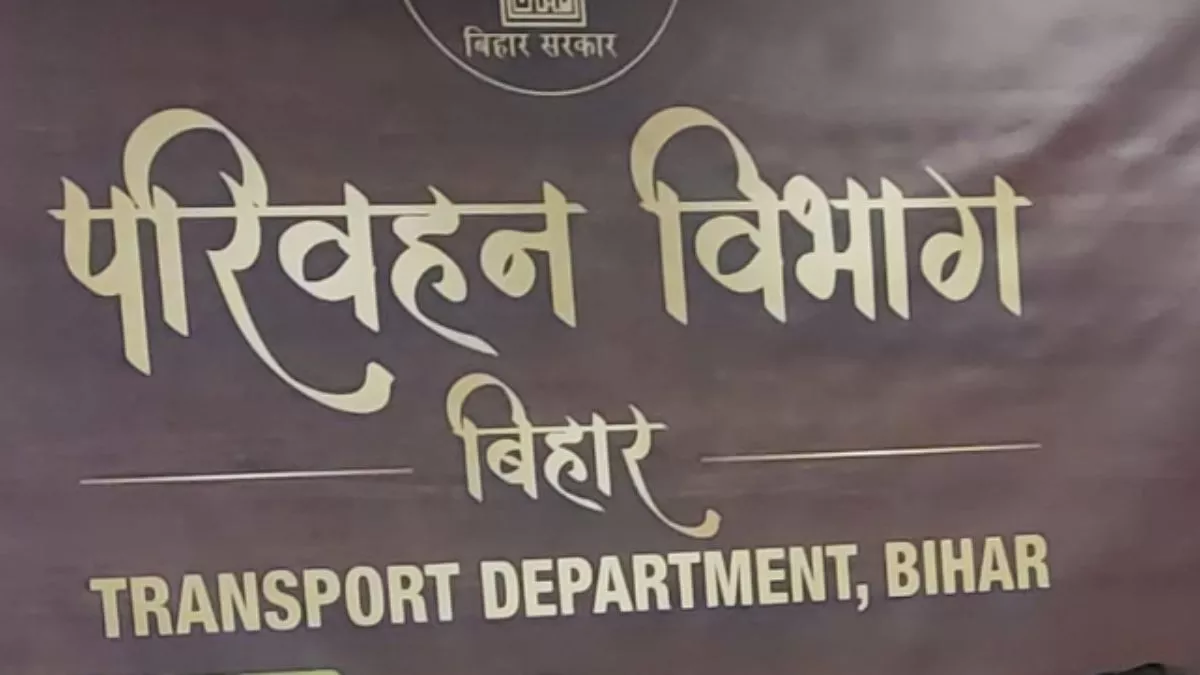 बिहार सरकार
परिवहन विभाग
बिहार
TRANSPORT DEPARTMENT, BIHAR